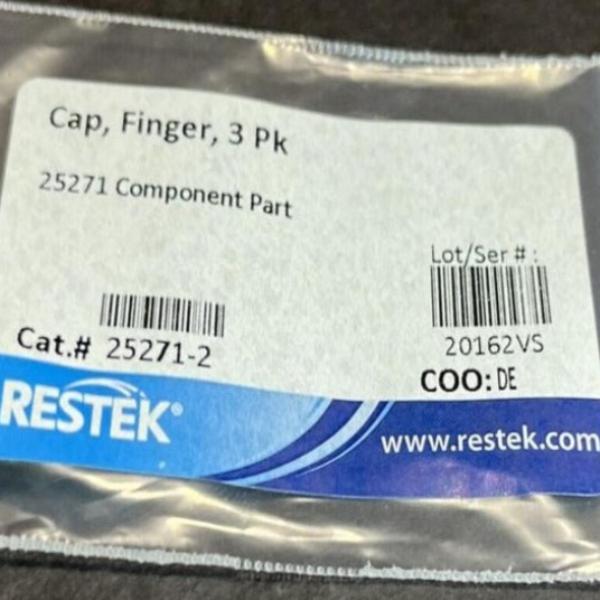 Cap, Finger, 3 Pk
25271 Component Part
Lot/Ser # :
20162VS
Cat.# 25271-2
COO: DE
RESTEK®
www.restek.com